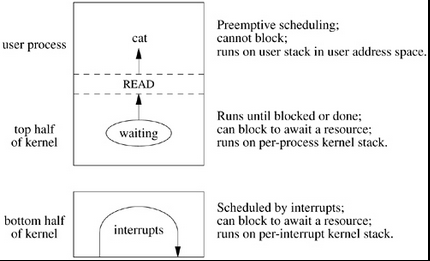 user process
cat
READ
Preemptive scheduling;
cannot block;
runs on user stack in user address space.
top half
of kernel
waiting
Runs until blocked or done;
can block to await a resource;
runs on per-process kernel stack.
bottom half
of kernel
interrupts
Scheduled by interrupts;
can block to await a resource;
runs on per-interrupt kernel stack.